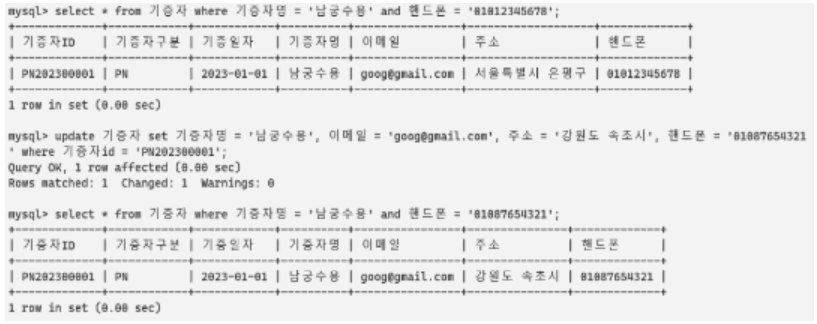 mysql> select * from 기증자 where 기증자명 = '남궁수용' and 핸드폰 = '01012345678';
| 기증자ID | 기증자구분 | 기증일자 | 기증자명 | 이메일 | 주소 | 핸드폰 |
| PN202300001 | PN | 2023-01-01 | 남궁수용 | goog@gmail.com | 서울특별시 은평구 | 01012345678 |
1 row in set (0.00 sec)
mysql> update 기증자 set 기증자명 = '남궁수용', 이메일 = 'goog@gmail.com', 주소 = '강원도 속조시', 핸드폰 = '01087654321
' where 기증자id = 'PN202300001';
Query OK, 1 row affected (0.00 sec)
Rows matched: 1  Changed: 1  Warnings: 0
mysql> select * from 기증자 where 기증자명 = '남궁수용' and 핸드폰 = '01087654321';
| 기증자ID | 기증자구분 | 기증일자 | 기증자명 | 이메일 | 주소 | 핸드폰 |
| PN202300001 | PN | 2023-01-01 | 남궁수용 | goog@gmail.com | 강원도 속조시 | 01087654321 |
1 row in set (0.00 sec)